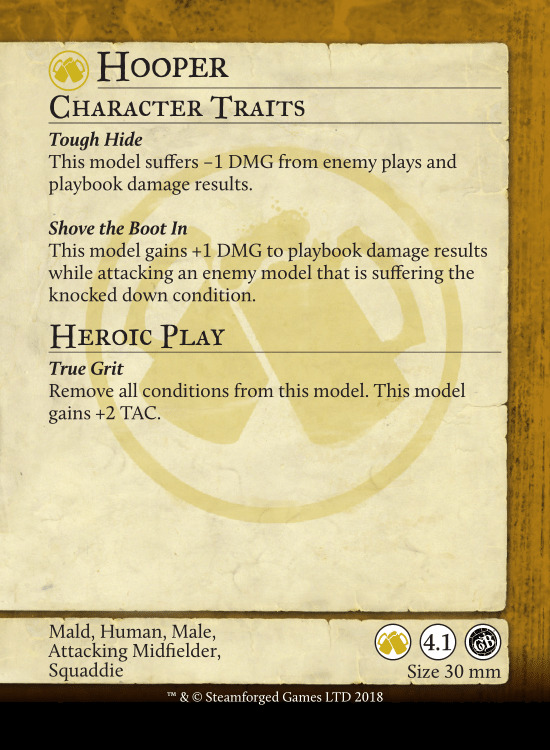 Hooper
Character Traits
Tough Hide
This model suffers –1 DMG from enemy plays and
playbook damage results.
Shove the Boot In
This model gains +1 DMG to playbook damage results
while attacking an enemy model that is suffering the
knocked down condition.
Heroic Play
True Grit
Remove all conditions from this model. This model
gains +2 TAC.
Mald, Human, Male,
Attacking Midfielder,
Squaddie
4.1
GB
Size 30 mm
™ & © Steamforged Games LTD 2018